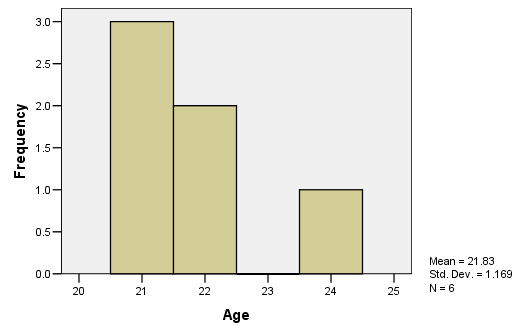 3.0
2.5
2.0
1.5
1.0
0.5
0.0
Frequency
20 21 22 23 24 25
Age
Mean = 21.83
Std. Dev. = 1.169
N = 6